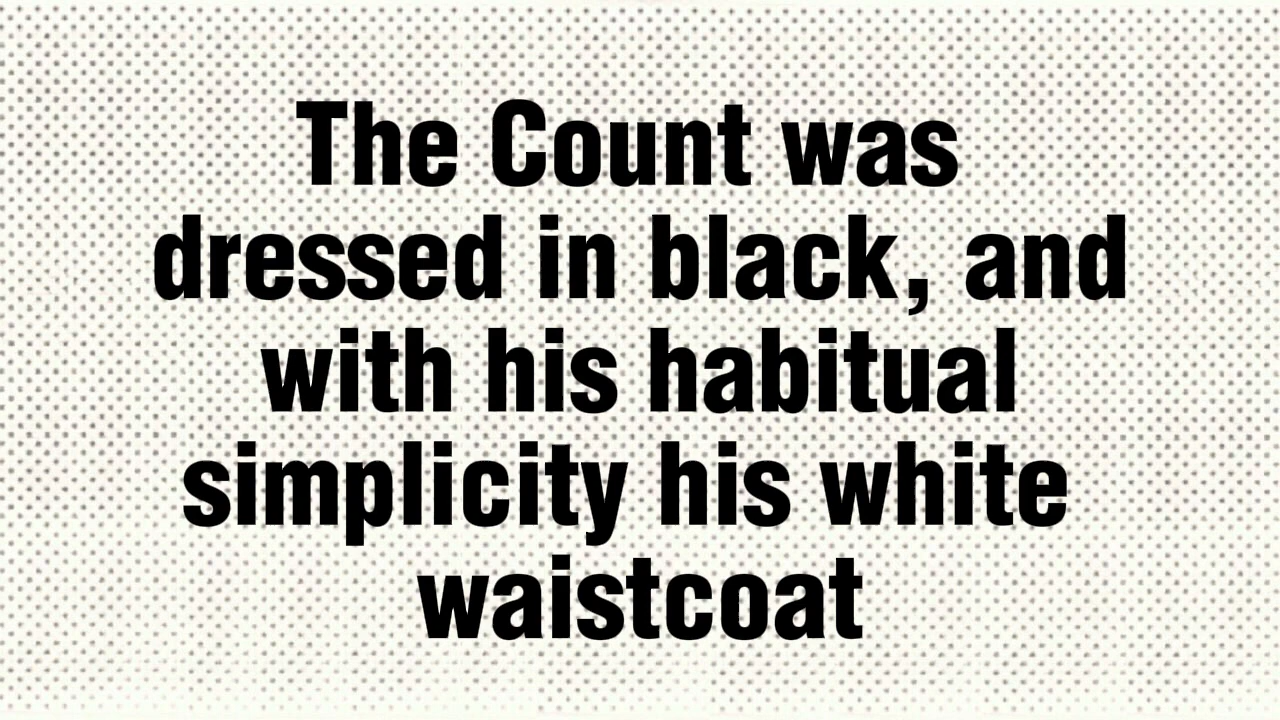 The Count was
dressed in black, and
with his habitual
simplicity his white
waistcoat